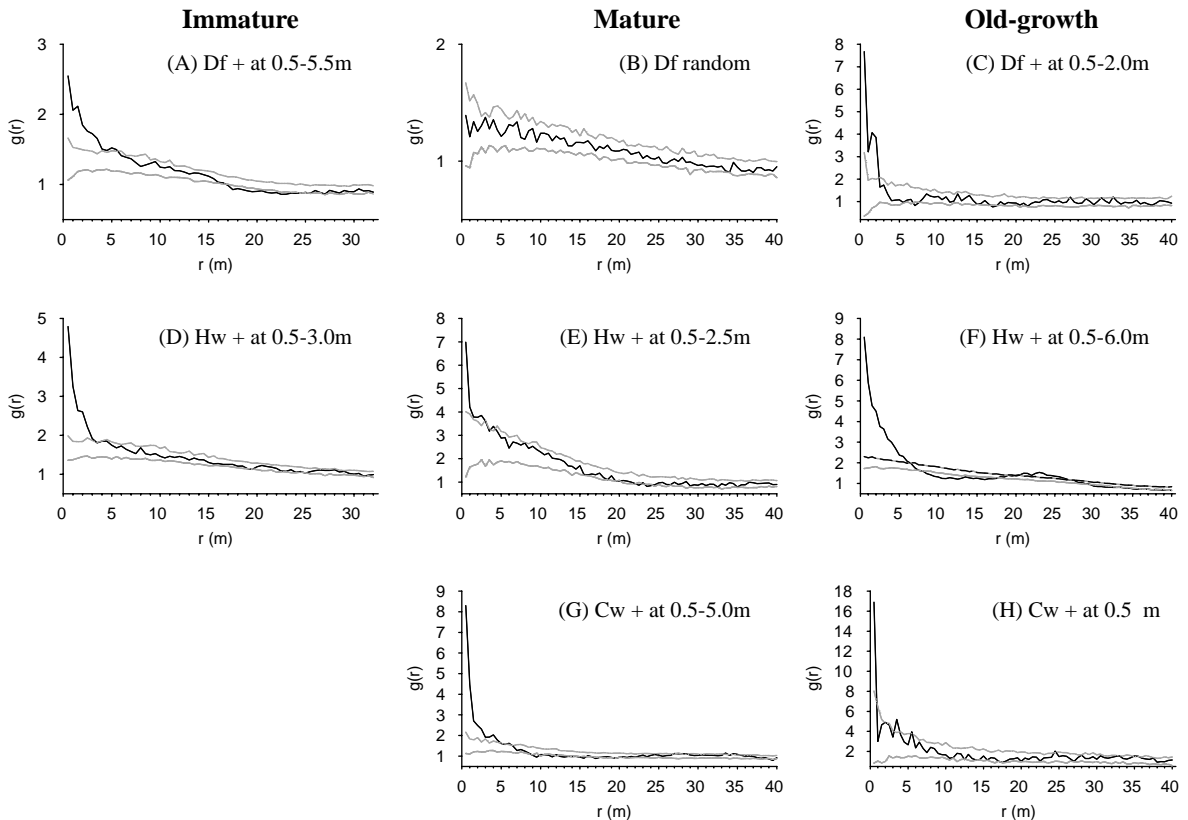 Immature Mature Old-growth
(A) Df + at 0.5-5.5m
3
2
1
g(r)
0 5 10 15 20 25 30
r (m)
(B) Df random
2
1
g(r)
0 5 10 15 20 25 30 35 40
r (m)
(C) Df + at 0.5-2.0m
8
7
6
5
4
3
2
1
g(r)
0 5 10 15 20 25 30 35 40
r (m)
(D) Hw + at 0.5-3.0m
5
4
3
2
1
g(r)
0 5 10 15 20 25 30
r (m)
(E) Hw + at 0.5-2.5m
8
7
6
5
4
3
2
1
g(r)
0 5 10 15 20 25 30 35 40
r (m)
(F) Hw + at 0.5-6.0m
9
8
7
6
5
4
3
2
1
g(r)
0 5 10 15 20 25 30 35 40
r (m)
(G) Cw + at 0.5-5.0m
9
8
7
6
5
4
3
2
1
g(r)
0 5 10 15 20 25 30 35 40
r (m)
(H) Cw + at 0.5 m
18
16
14
12
10
8
6
4
2
g(r)
0 5 10 15 20 25 30 35 40
r (m)